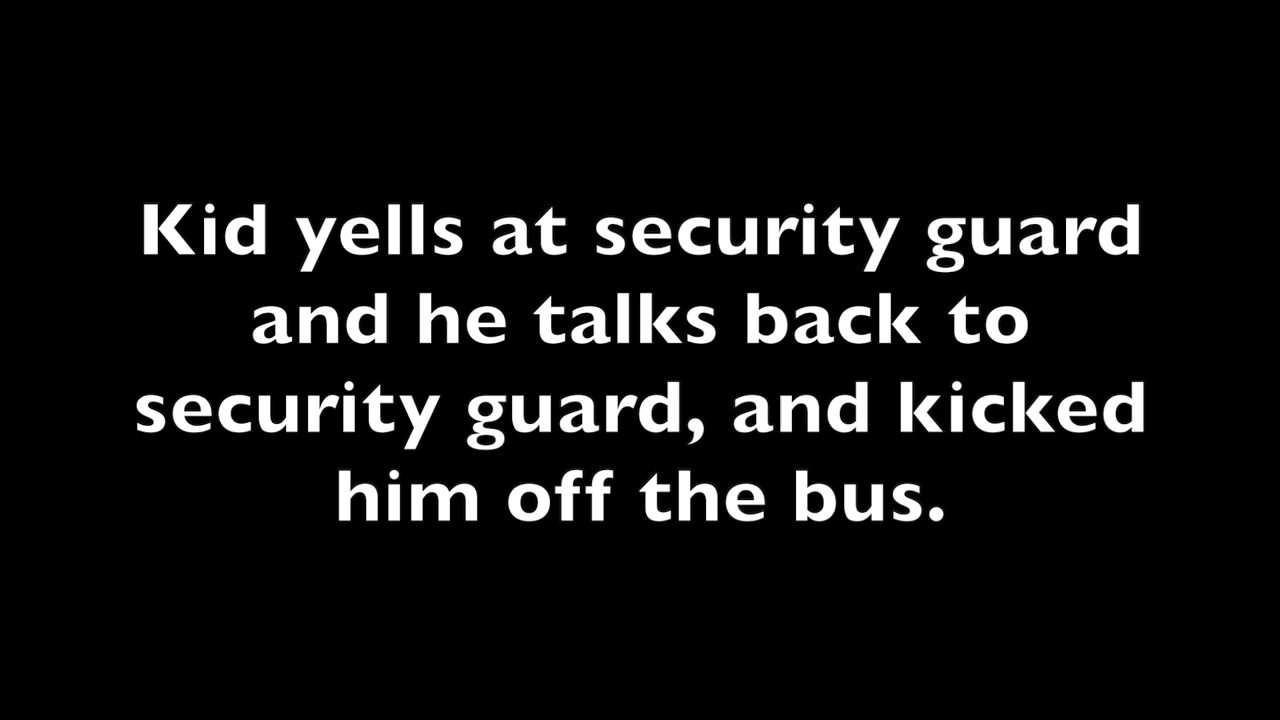 Kid yells at security guard
and he talks back to
security guard, and kicked
him off the bus.